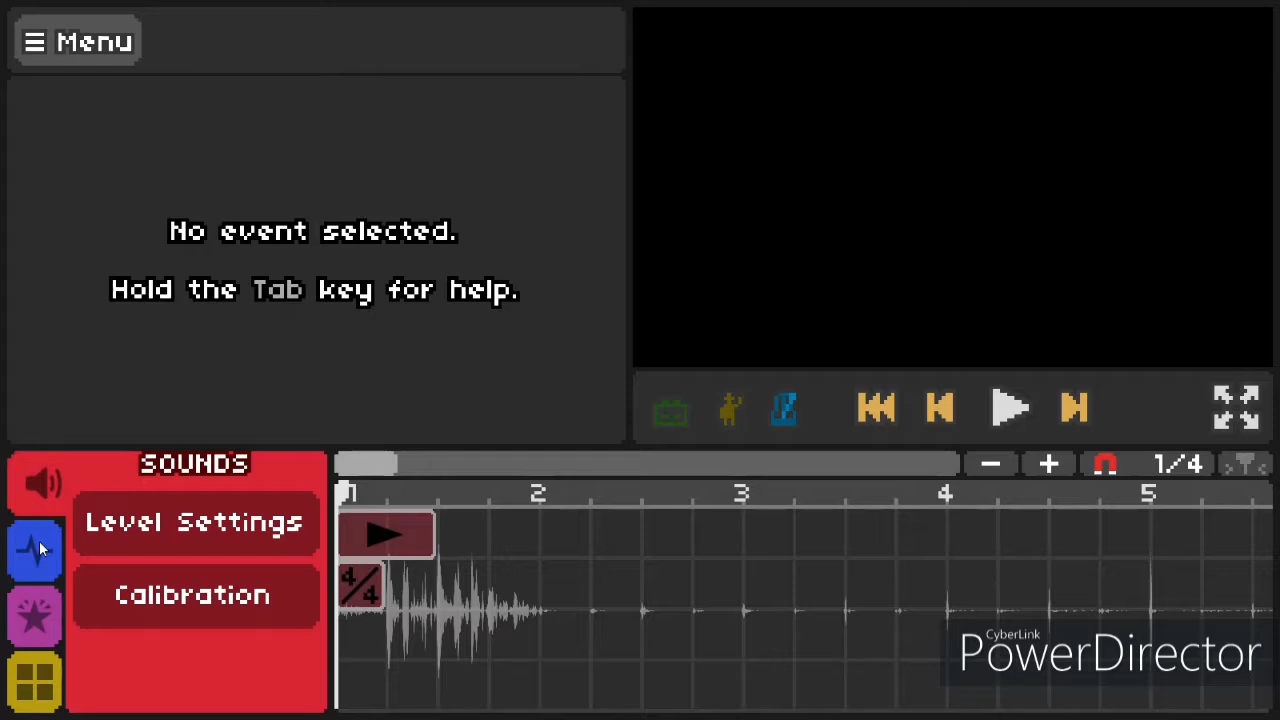 ☰ Menu
No event selected.
Hold the Tab key for help.
SOUNDS
Level Settings
Calibration
− + 1/4
1 2 3 4 5
4/4
CyberLink
PowerDirector